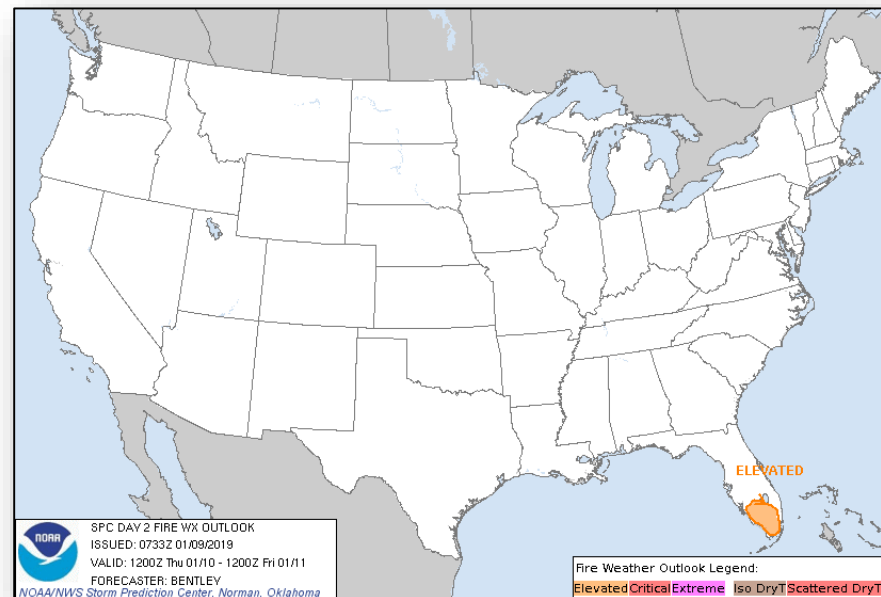 ELEVATED
NOAA
SPC DAY 2 FIRE WX OUTLOOK
ISSUED: 0733Z 01/09/2019
VALID: 1200Z Thu 01/10 - 1200Z Fri 01/11
FORECASTER: BENTLEY
NOAA/NWS Storm Prediction Center, Norman, Oklahoma
Fire Weather Outlook Legend:
Elevated Critical Extreme Iso DryT Scattered DryT